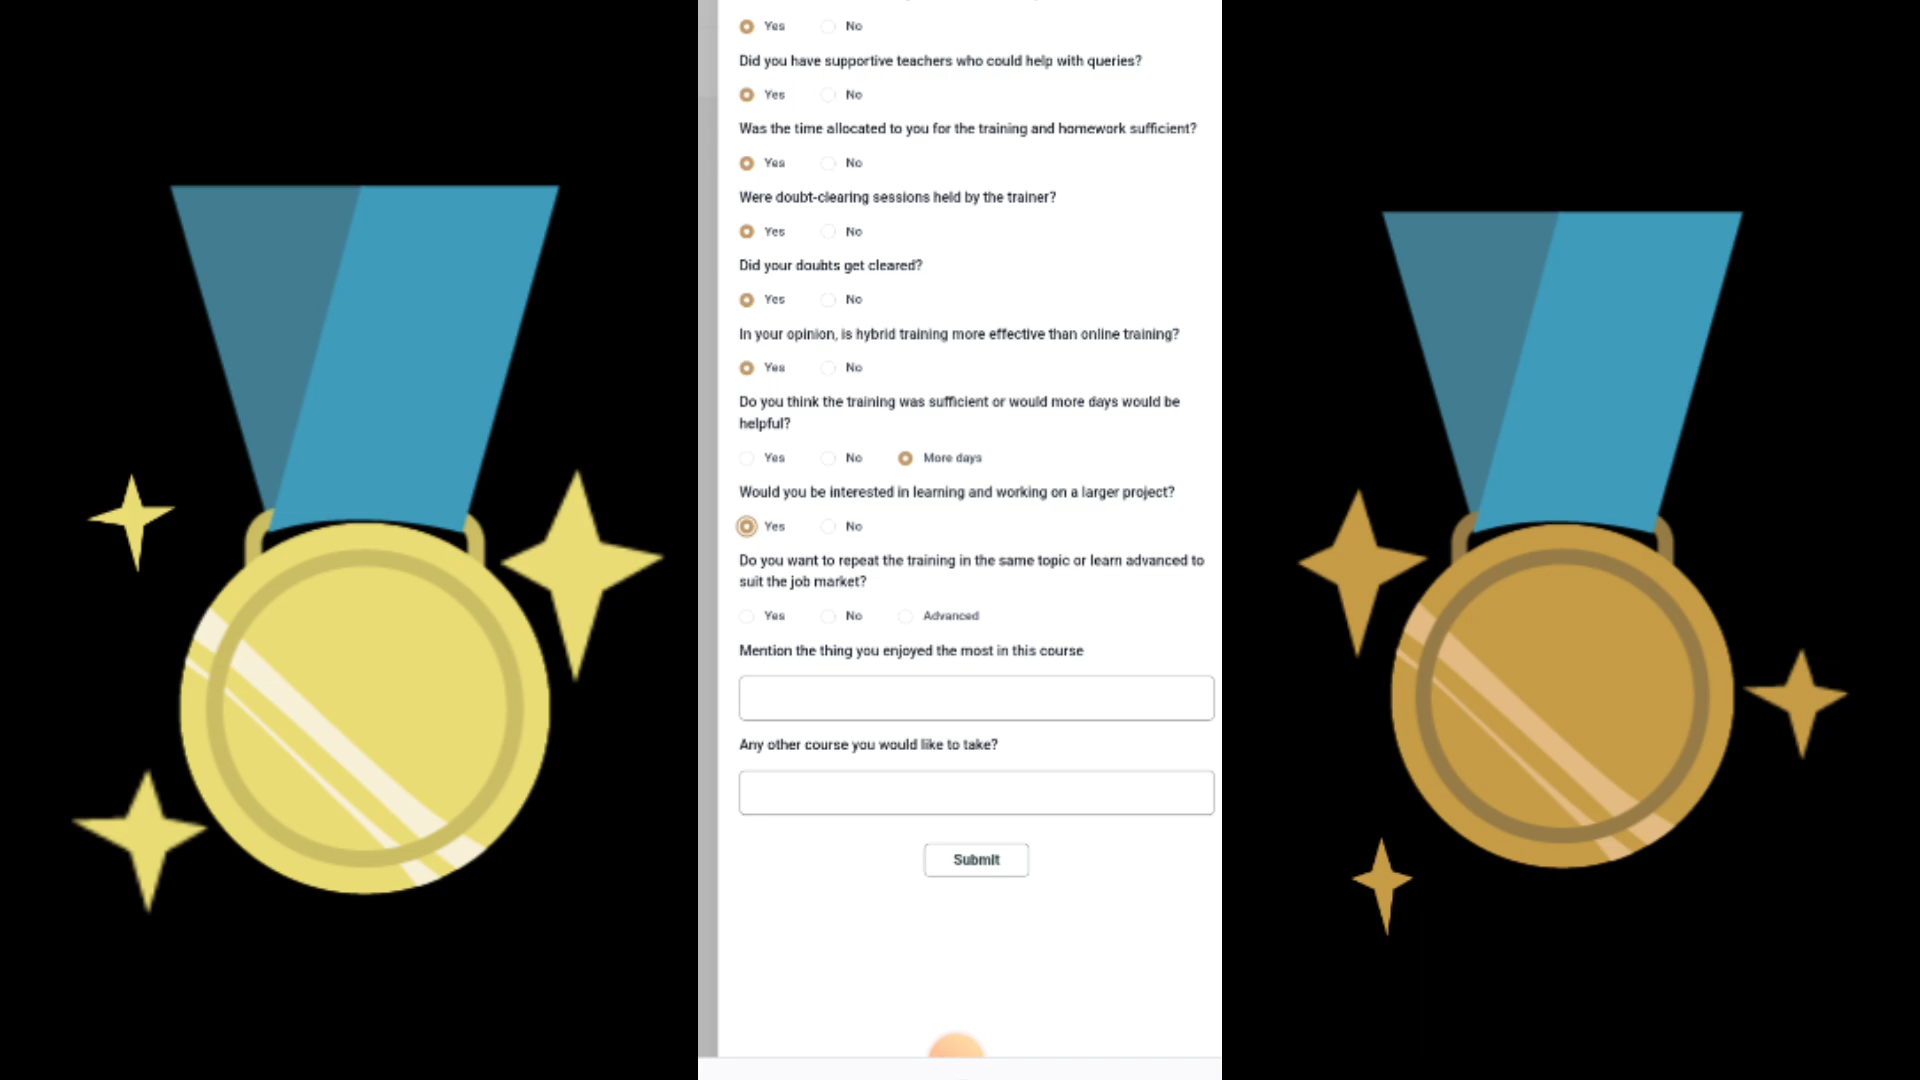 Yes No
Did you have supportive teachers who could help with queries?
Yes No
Was the time allocated to you for the training and homework sufficient?
Yes No
Were doubt-clearing sessions held by the trainer?
Yes No
Did your doubts get cleared?
Yes No
In your opinion, is hybrid training more effective than online training?
Yes No
Do you think the training was sufficient or would more days would be
helpful?
Yes No More days
Would you be interested in learning and working on a larger project?
Yes No
Do you want to repeat the training in the same topic or learn advanced to
suit the job market?
Yes No Advanced
Mention the thing you enjoyed the most in this course
Any other course you would like to take?
Submit